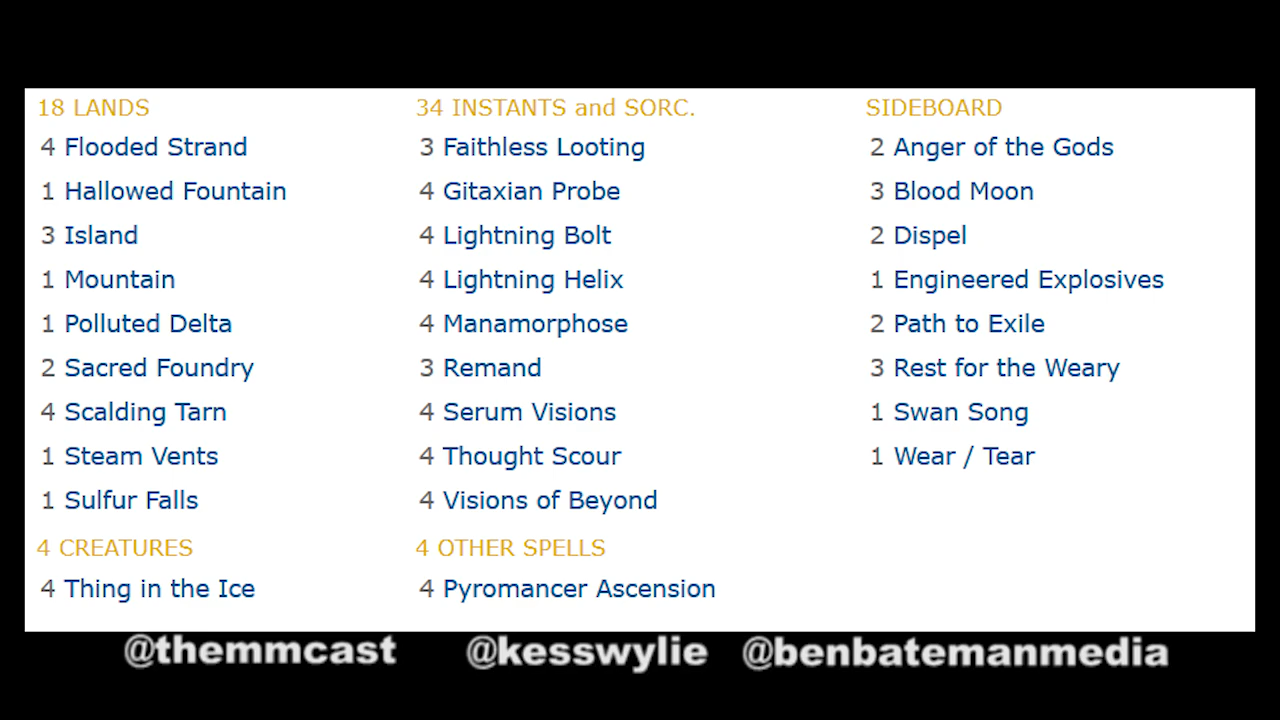 18 LANDS
4 Flooded Strand
1 Hallowed Fountain
3 Island
1 Mountain
1 Polluted Delta
2 Sacred Foundry
4 Scalding Tarn
1 Steam Vents
1 Sulfur Falls
4 CREATURES
4 Thing in the Ice
34 INSTANTS and SORC.
3 Faithless Looting
4 Gitaxian Probe
4 Lightning Bolt
4 Lightning Helix
4 Manamorphose
3 Remand
4 Serum Visions
4 Thought Scour
4 Visions of Beyond
4 OTHER SPELLS
4 Pyromancer Ascension
SIDEBOARD
2 Anger of the Gods
3 Blood Moon
2 Dispel
1 Engineered Explosives
2 Path to Exile
3 Rest for the Weary
1 Swan Song
1 Wear / Tear
@themmcast @kesswylie @benbatemanmedia